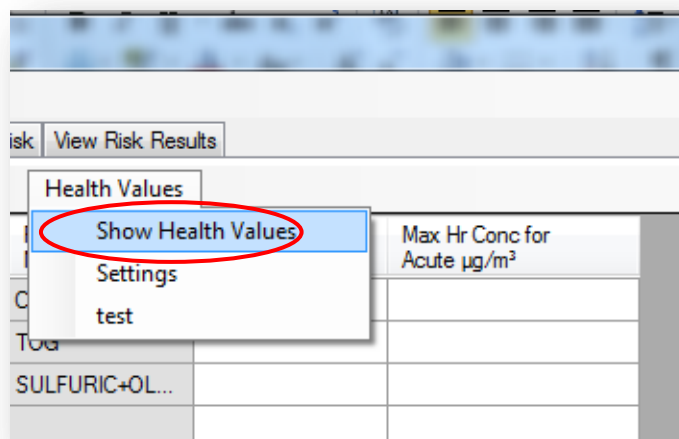 isk View Risk Results
Health Values
Show Health Values
Max Hr Conc for
Acute µg/m³
Settings
test
TOG
SULFURIC+OL...